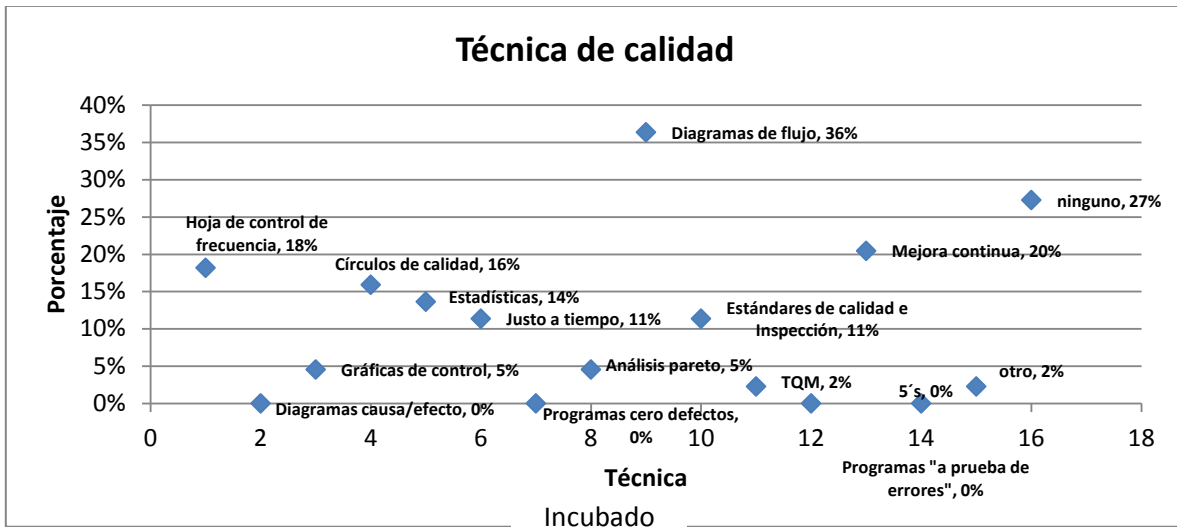 Técnica de calidad
40%
35%
30%
25%
20%
15%
10%
5%
0%
Porcentaje
Hoja de control de
frecuencia, 18%
Diagramas causa/efecto, 0%
Gráficas de control, 5%
Círculos de calidad, 16%
Estadísticas, 14%
Justo a tiempo, 11%
Programas cero defectos,
0%
Análisis pareto, 5%
Diagramas de flujo, 36%
Estándares de calidad e
Inspección, 11%
TQM, 2%
Mejora continua, 20%
5´s, 0%
otro, 2%
ninguno, 27%
0 2 4 6 8 10 12 14 16 18
Programas "a prueba de
errores", 0%
Técnica
Incubado